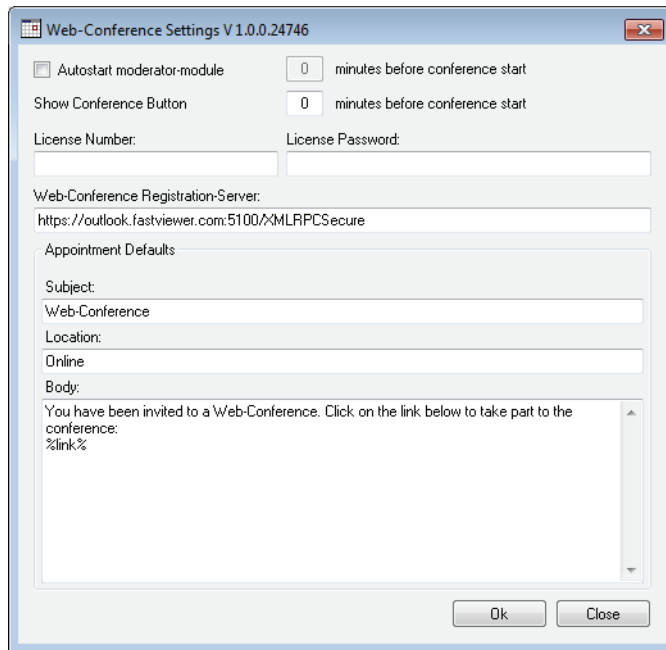 Web-Conference Settings V 1.0.0.24746
Autostart moderator-module 0 minutes before conference start
Show Conference Button 0 minutes before conference start
License Number: License Password:
Web-Conference Registration-Server:
https://outlook.fastviewer.com:5100/XMLRPCSecure
Appointment Defaults
Subject:
Web-Conference
Location:
Online
Body:
You have been invited to a Web-Conference. Click on the link below to take part to the
conference:
%link%
Ok Close